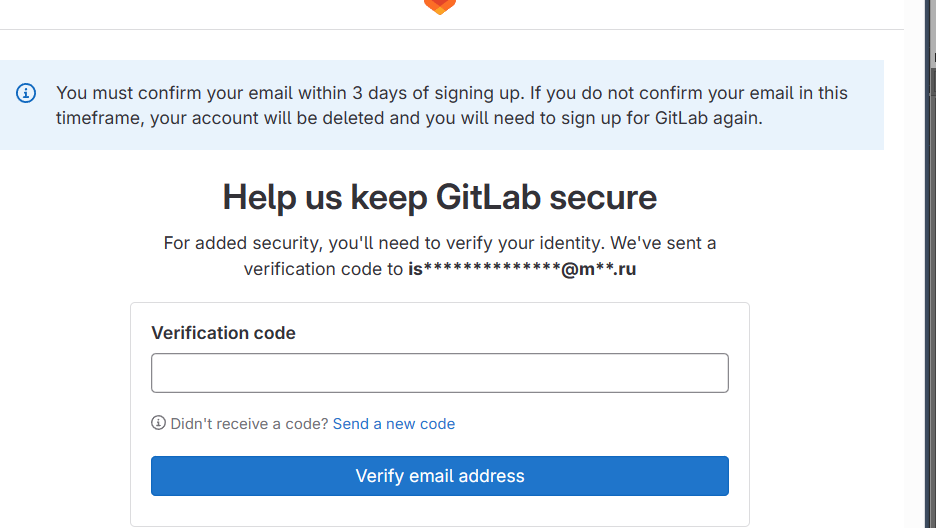 You must confirm your email within 3 days of signing up. If you do not confirm your email in this
timeframe, your account will be deleted and you will need to sign up for GitLab again.
Help us keep GitLab secure
For added security, you'll need to verify your identity. We've sent a
verification code to is**************@m**.ru
Verification code
Didn't receive a code? Send a new code
Verify email address